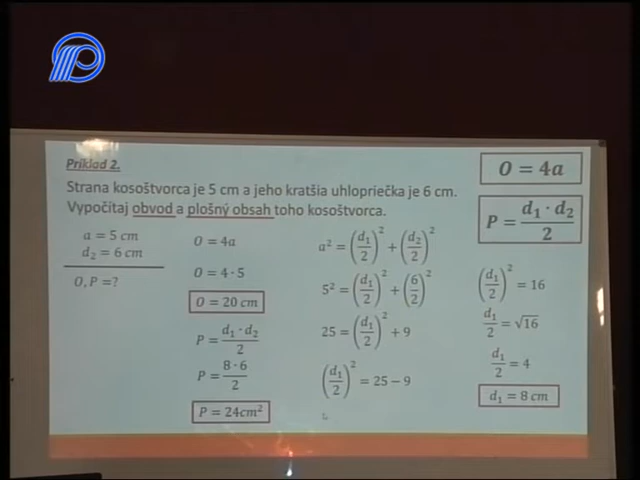 Príklad 2.
Strana kosoštvorca je 5 cm a jeho kratšia uhlopriečka je 6 cm.
Vypočítaj obvod a plošný obsah toho kosoštvorca.
O = 4a
P = d₁ · d₂ / 2
a = 5 cm
d₂ = 6 cm
O, P =?
O = 4a
O = 4 · 5
O = 20 cm
P = d₁ · d₂ / 2
P = 8 · 6 / 2
P = 24cm²
a² = (d₁/2)² + (d₂/2)²
5² = (d₁/2)² + (6/2)²
25 = (d₁/2)² + 9
(d₁/2)² = 25 − 9
(d₁/2)² = 16
d₁/2 = √16
d₁/2 = 4
d₁ = 8 cm